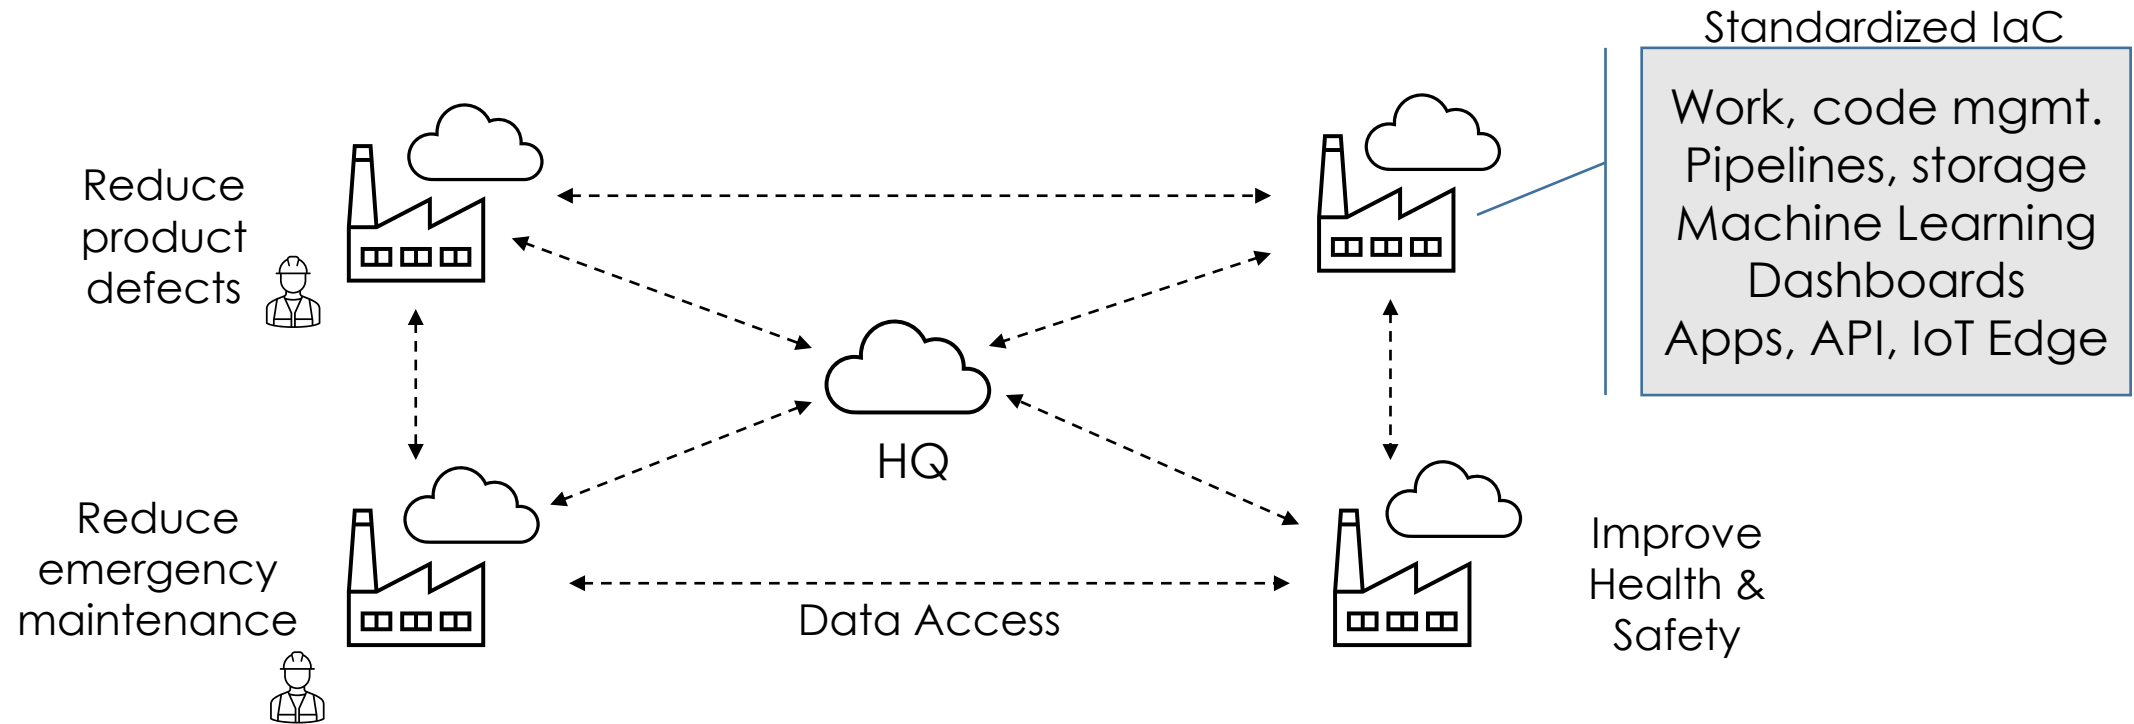 Standardized IaC
Work, code mgmt.
Pipelines, storage
Machine Learning
Dashboards
Apps, API, IoT Edge
Reduce
product
defects
HQ
Reduce
emergency
maintenance
Data Access
Improve
Health &
Safety